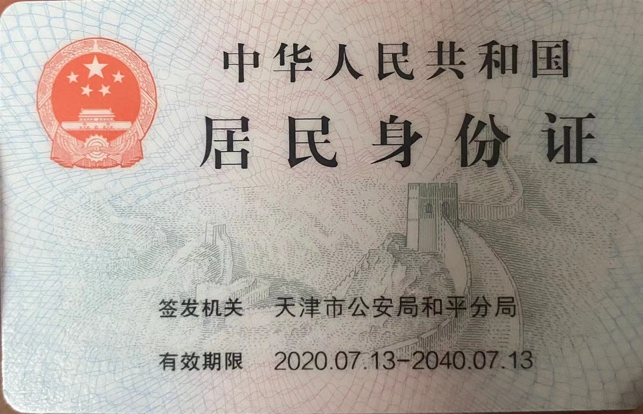 中华人民共和国
居民身份证
签发机关 天津市公安局和平分局
有效期限 2020.07.13-2040.07.13